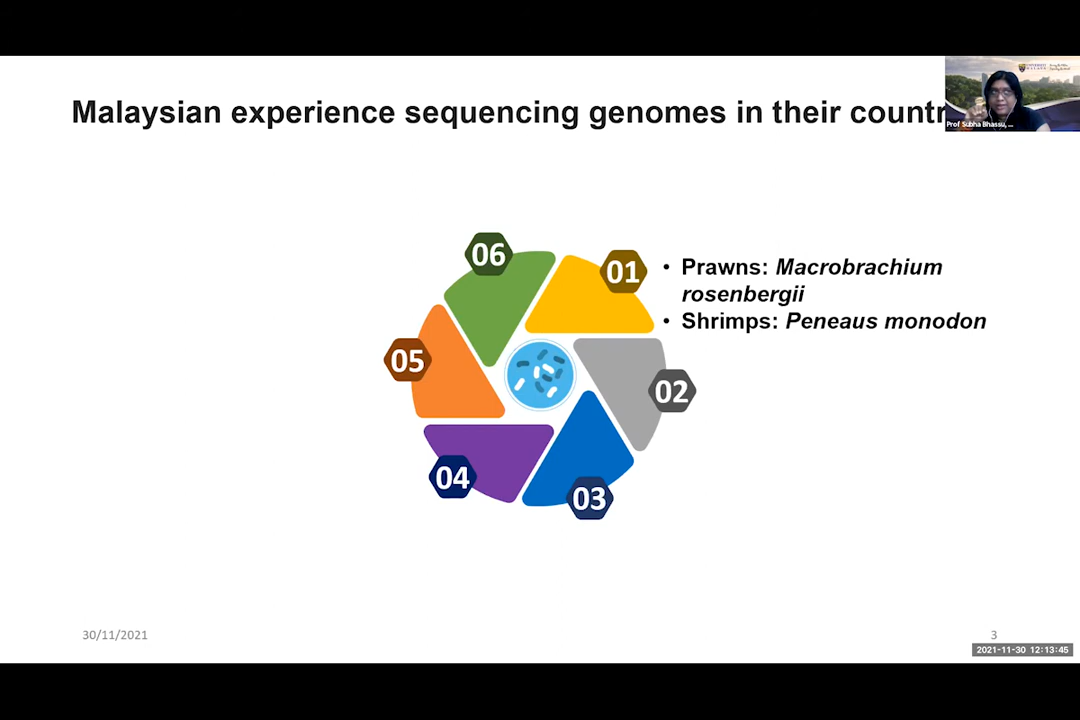 Malaysian experience sequencing genomes in their countr
UNIVERSITI
Prof Subha Bhassu, ...
06
01
• Prawns: Macrobrachium
rosenbergii
• Shrimps: Peneaus monodon
05
02
04
03
30/11/2021
3
2021-11-30 12:13:45